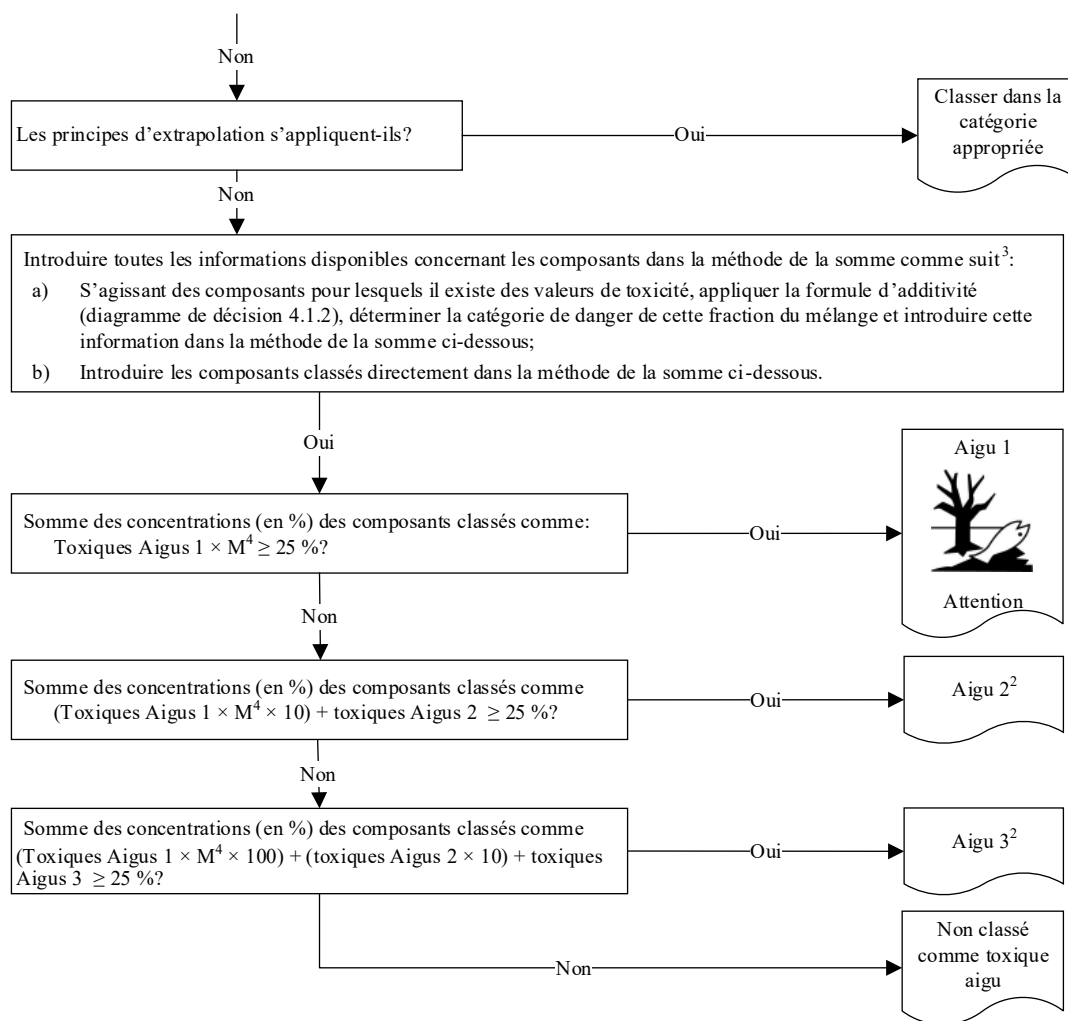 Non
Les principes d'extrapolation s'appliquent-ils?
Oui
Classer dans la
catégorie
appropriée
Non
Introduire toutes les informations disponibles concernant les composants dans la méthode de la somme comme suit³:
a) S'agissant des composants pour lesquels il existe des valeurs de toxicité, appliquer la formule d'additivité
(diagramme de décision 4.1.2), déterminer la catégorie de danger de cette fraction du mélange et introduire cette
information dans la méthode de la somme ci-dessous;
b) Introduire les composants classés directement dans la méthode de la somme ci-dessous.
Oui
Somme des concentrations (en %) des composants classés comme:
Toxiques Aigus 1 × M⁴ ≥ 25 %?
Oui
Aigu 1
Attention
Non
Somme des concentrations (en %) des composants classés comme
(Toxiques Aigus 1 × M⁴ × 10) + toxiques Aigus 2 ≥ 25 %?
Oui
Aigu 2²
Non
Somme des concentrations (en %) des composants classés comme
(Toxiques Aigus 1 × M⁴ × 100) + (toxiques Aigus 2 × 10) + toxiques
Aigus 3 ≥ 25 %?
Oui
Aigu 3²
Non
Non classé
comme toxique
aigu